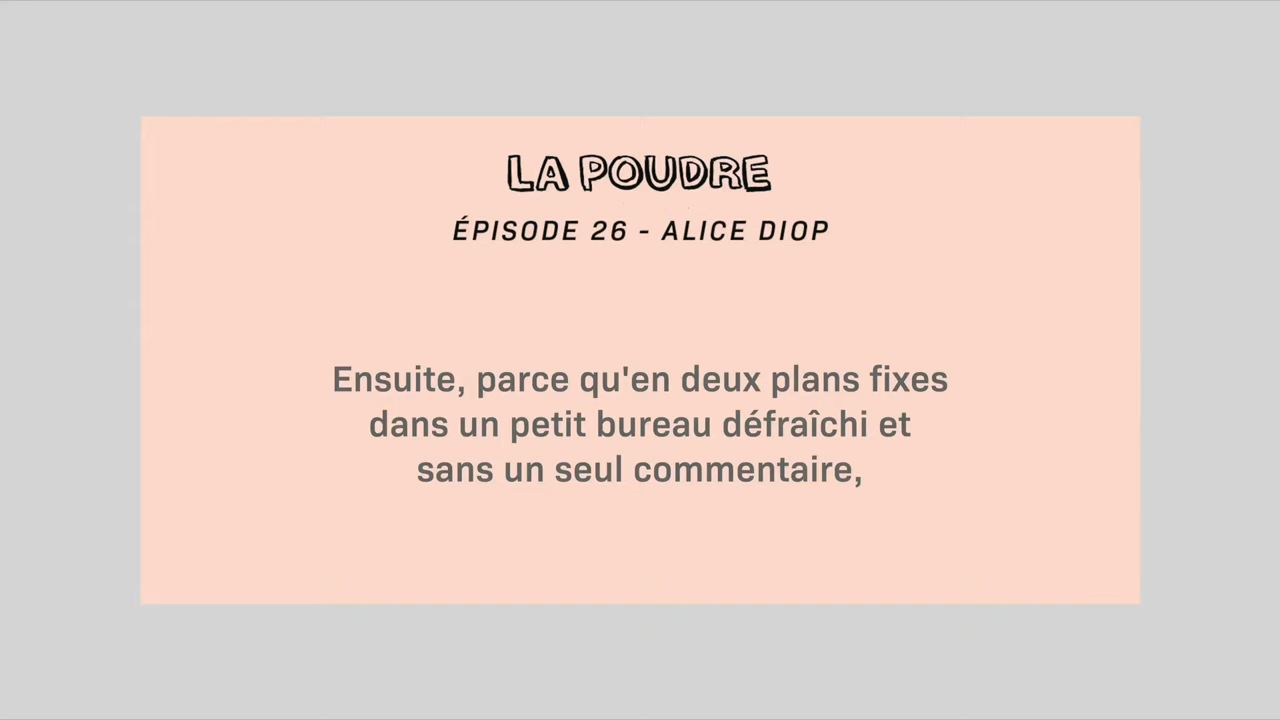 LA POUDRE
ÉPISODE 26 - ALICE DIOP
Ensuite, parce qu'en deux plans fixes
dans un petit bureau défraîchi et
sans un seul commentaire,